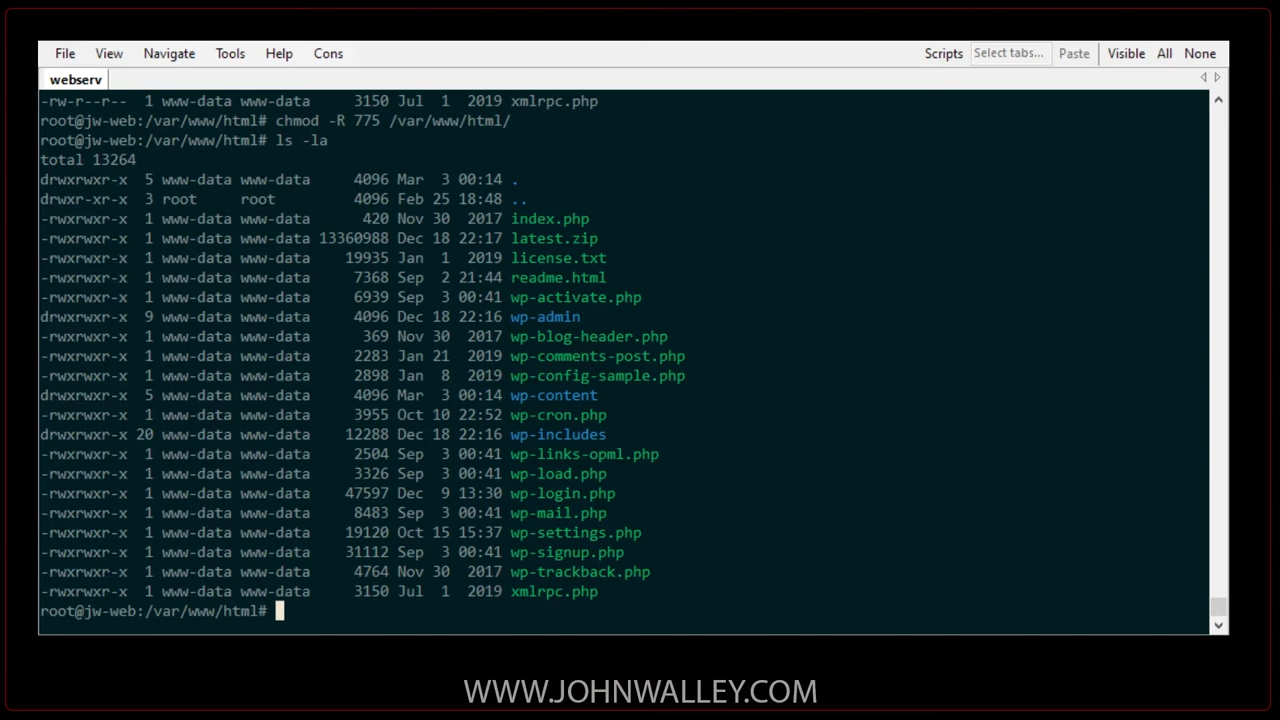 File View Navigate Tools Help Cons Scripts Select tabs... Paste Visible All None
webserv
-rw-r--r--  1 www-data www-data     3150 Jul  1  2019 xmlrpc.php
root@jw-web:/var/www/html# chmod -R 775 /var/www/html/
root@jw-web:/var/www/html# ls -la
total 13264
drwxrwxr-x  5 www-data www-data     4096 Mar  3 00:14 .
drwxr-xr-x  3 root     root         4096 Feb 25 18:48 ..
-rwxrwxr-x  1 www-data www-data      420 Nov 30  2017 index.php
-rwxrwxr-x  1 www-data www-data 13360988 Dec 18 22:17 latest.zip
-rwxrwxr-x  1 www-data www-data    19935 Jan  1  2019 license.txt
-rwxrwxr-x  1 www-data www-data     7368 Sep  2 21:44 readme.html
-rwxrwxr-x  1 www-data www-data     6939 Sep  3 00:41 wp-activate.php
drwxrwxr-x  9 www-data www-data     4096 Dec 18 22:16 wp-admin
-rwxrwxr-x  1 www-data www-data      369 Nov 30  2017 wp-blog-header.php
-rwxrwxr-x  1 www-data www-data     2283 Jan 21  2019 wp-comments-post.php
-rwxrwxr-x  1 www-data www-data     2898 Jan  8  2019 wp-config-sample.php
drwxrwxr-x  5 www-data www-data     4096 Mar  3 00:14 wp-content
-rwxrwxr-x  1 www-data www-data     3955 Oct 10 22:52 wp-cron.php
drwxrwxr-x 20 www-data www-data    12288 Dec 18 22:16 wp-includes
-rwxrwxr-x  1 www-data www-data     2504 Sep  3 00:41 wp-links-opml.php
-rwxrwxr-x  1 www-data www-data     3326 Sep  3 00:41 wp-load.php
-rwxrwxr-x  1 www-data www-data    47597 Dec  9 13:30 wp-login.php
-rwxrwxr-x  1 www-data www-data     8483 Sep  3 00:41 wp-mail.php
-rwxrwxr-x  1 www-data www-data    19120 Oct 15 15:37 wp-settings.php
-rwxrwxr-x  1 www-data www-data    31112 Sep  3 00:41 wp-signup.php
-rwxrwxr-x  1 www-data www-data     4764 Nov 30  2017 wp-trackback.php
-rwxrwxr-x  1 www-data www-data     3150 Jul  1  2019 xmlrpc.php
root@jw-web:/var/www/html#
WWW.JOHNWALLEY.COM